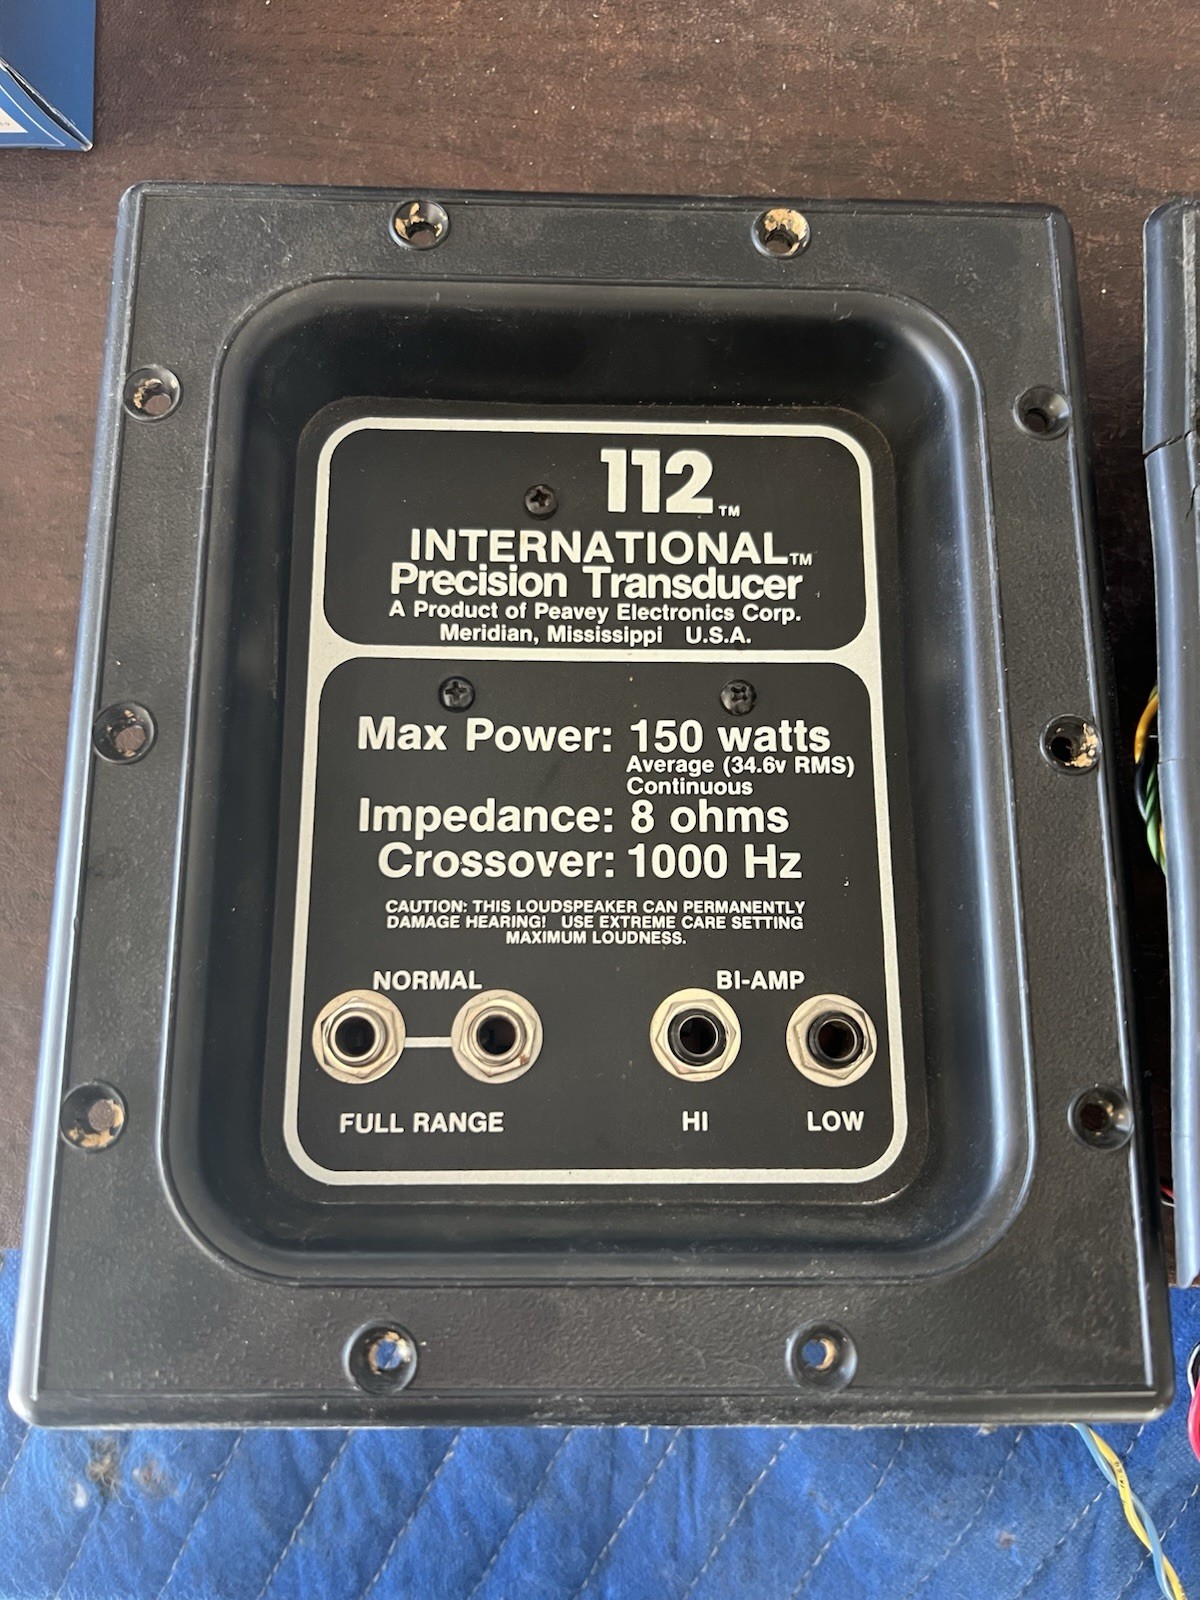 112™
INTERNATIONAL™
Precision Transducer
A Product of Peavey Electronics Corp.
Meridian, Mississippi U.S.A.
Max Power: 150 watts
Average (34.6v RMS)
Continuous
Impedance: 8 ohms
Crossover: 1000 Hz
CAUTION: THIS LOUDSPEAKER CAN PERMANENTLY
DAMAGE HEARING! USE EXTREME CARE SETTING
MAXIMUM LOUDNESS.
NORMAL BI-AMP
FULL RANGE HI LOW